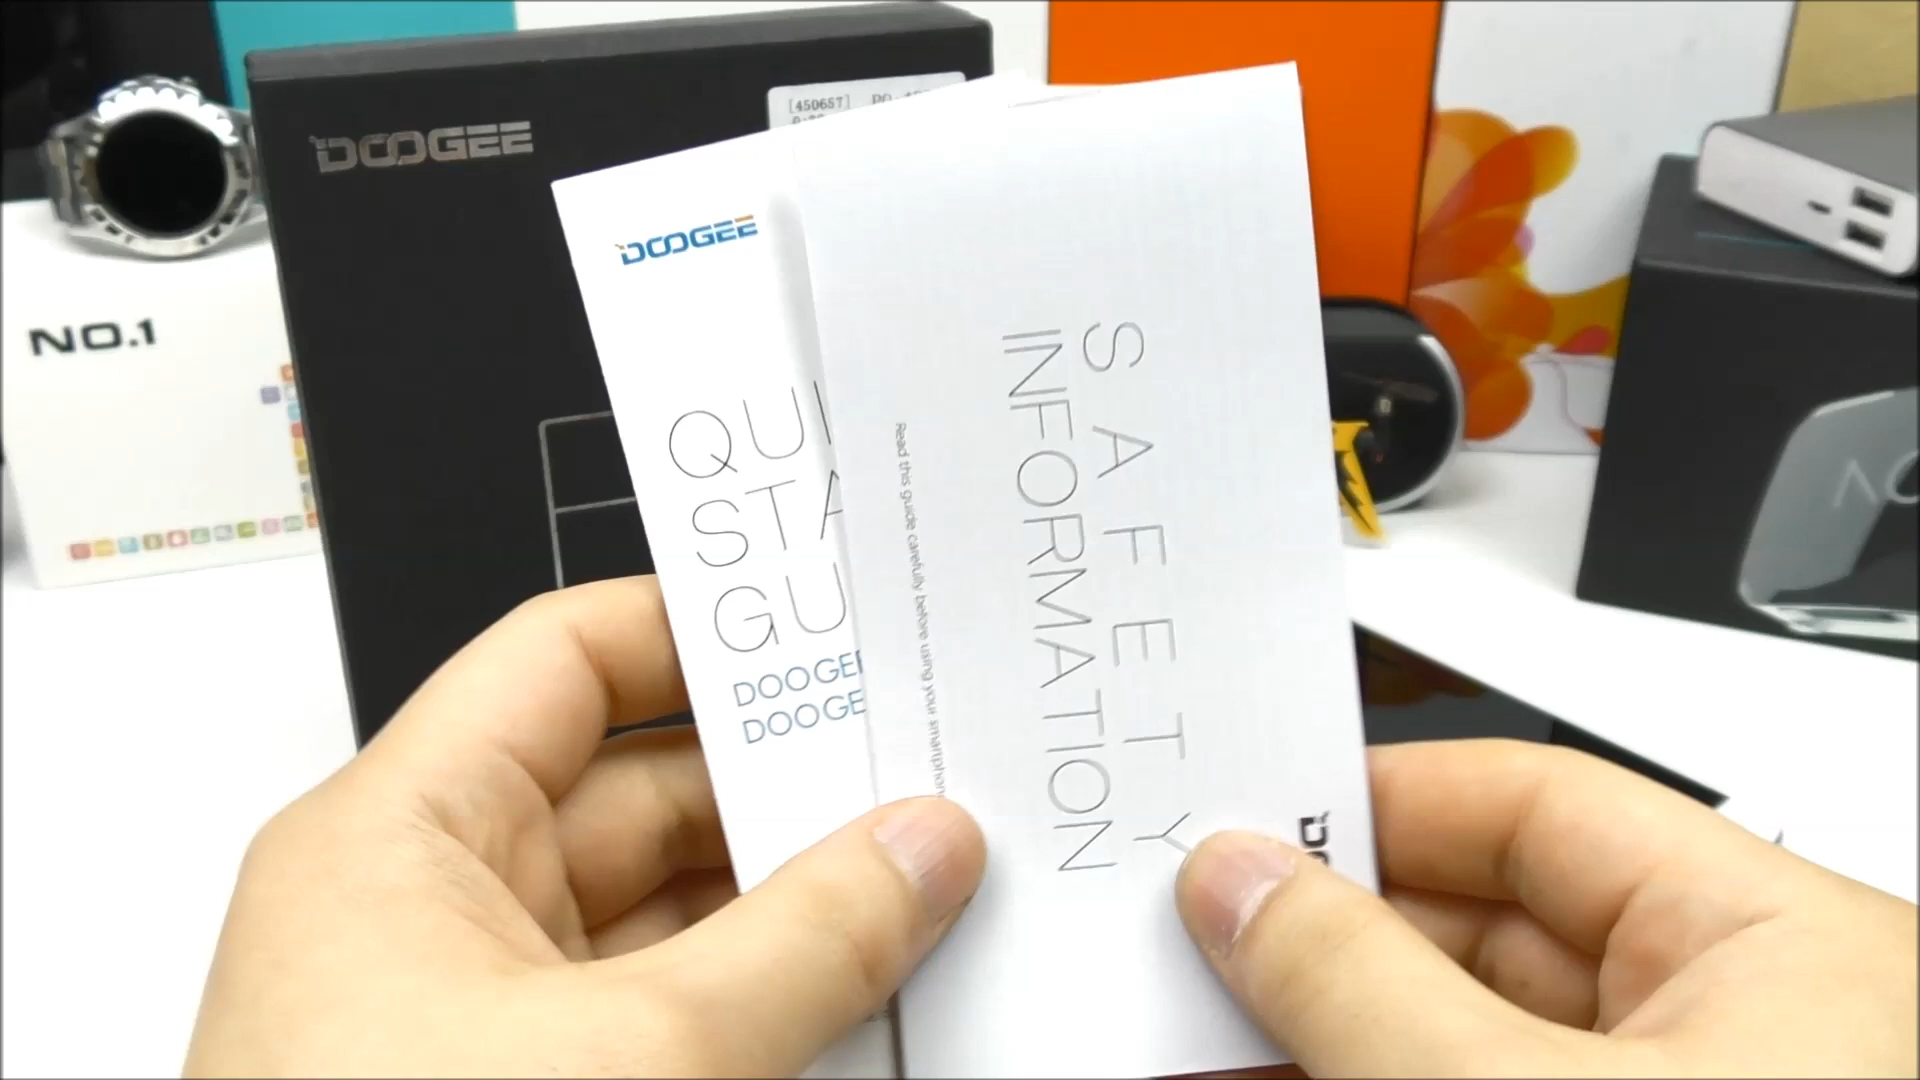 DOOGEE
[450657]
NO.1
DOOGEE
QUI
STA
GU
DOOGE
DOOGE
SAFETY
INFORMATION
Read this guide carefully before using your smartphone